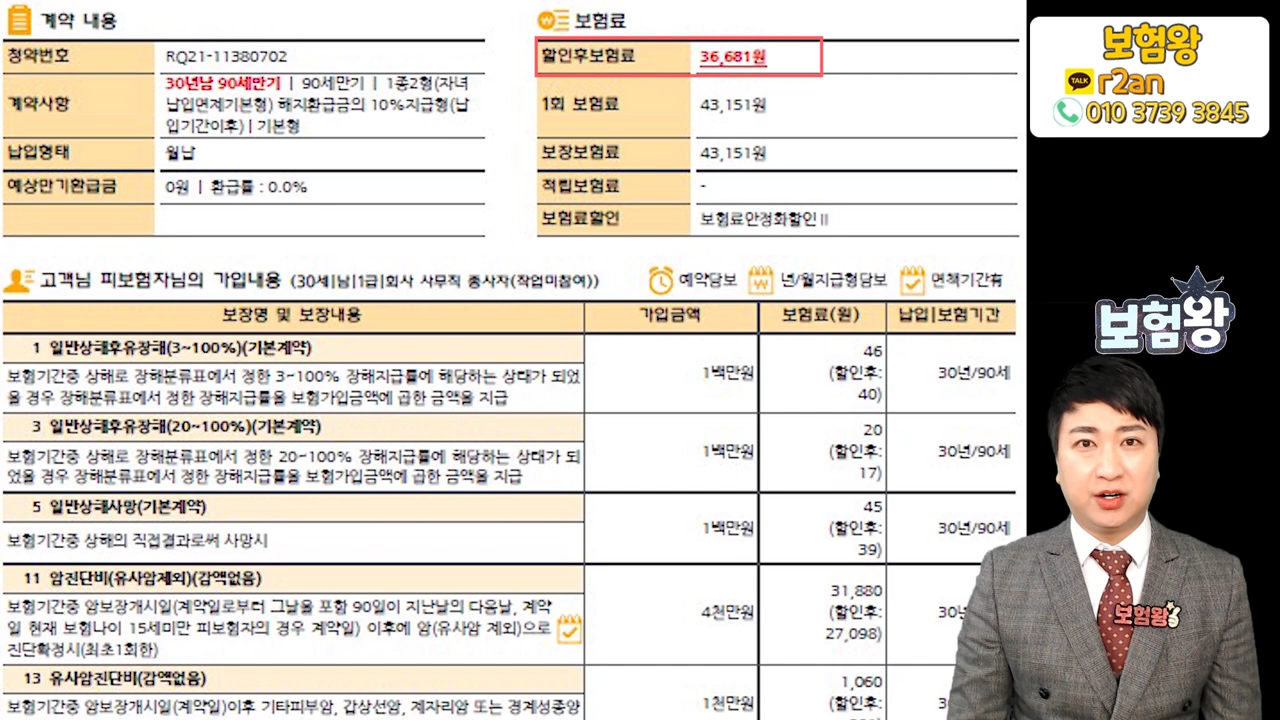 계약 내용
청약번호 RQ21-11380702
계약사항 30년납 90세만기 | 90세만기 | 1종2형(자녀
납입면제기본형) 해지환급금의 10%지급형(납
입기간이후) | 기본형
납입형태 월납
예상만기환급금 0원 | 환급률 : 0.0%
보험료
할인후보험료 36,681원
1회 보험료 43,151원
보장보험료 43,151원
적립보험료 -
보험료할인 보험료안정화할인Ⅱ
고객님 피보험자님의 가입내용 (30세|남|1급|회사 사무직 종사자(작업미참여))
예약담보 년/월지급형담보 면책기간有
보장명 및 보장내용 가입금액 보험료(원) 납입|보험기간
1 일반상해후유장해(3~100%)(기본계약)
보험기간중 상해로 장해분류표에서 정한 3~100% 장해지급률에 해당하는 상태가 되었
을 경우 장해분류표에서 정한 장해지급률을 보험가입금액에 곱한 금액을 지급
1백만원
46
(할인후:
40)
30년/90세
3 일반상해후유장해(20~100%)(기본계약)
보험기간중 상해로 장해분류표에서 정한 20~100% 장해지급률에 해당하는 상태가 되
었을 경우 장해분류표에서 정한 장해지급률을 보험가입금액에 곱한 금액을 지급
1백만원
20
(할인후:
17)
30년/90세
5 일반상해사망(기본계약)
보험기간중 상해의 직접결과로써 사망시
1백만원
45
(할인후:
39)
30년/90세
11 암진단비(유사암제외)(감액없음)
보험기간중 암보장개시일(계약일로부터 그날을 포함 90일이 지난날의 다음날, 계약
일 현재 보험나이 15세미만 피보험자의 경우 계약일) 이후에 암(유사암 제외)으로
진단확정시(최초1회한)
4천만원
31,880
(할인후:
27,098)
13 유사암진단비(감액없음)
보험기간중 암보장개시일(계약일)이후 기타피부암, 갑상선암, 제자리암 또는 경계성종양
1천만원
1,060
(할인후:
보험왕
TALK r2an
010 3739 3845
보험왕
보험왕